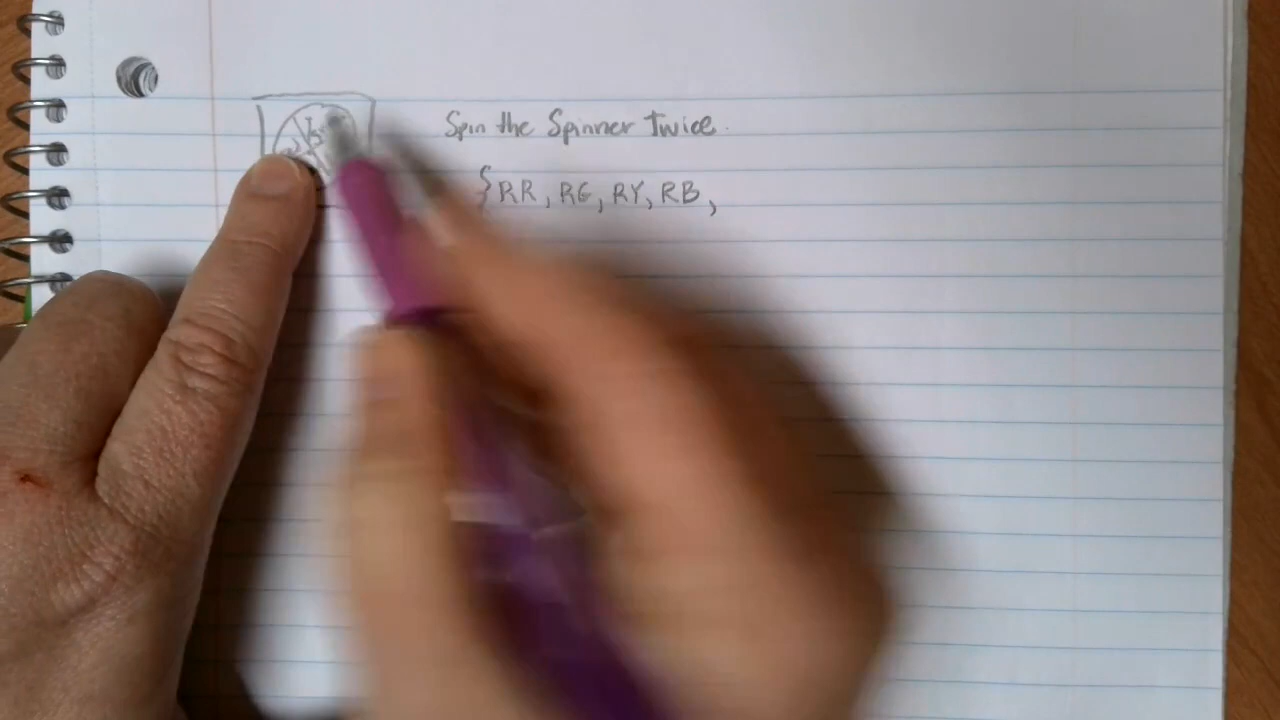 Spin the Spinner Twice.
{RR, RG, RY, RB,